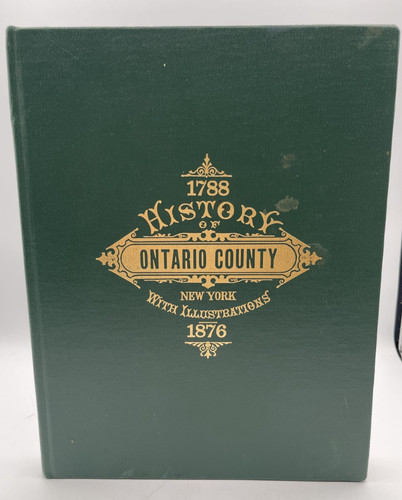 1788
HISTORY
OF
ONTARIO COUNTY
NEW YORK
WITH ILLUSTRATIONS
1876